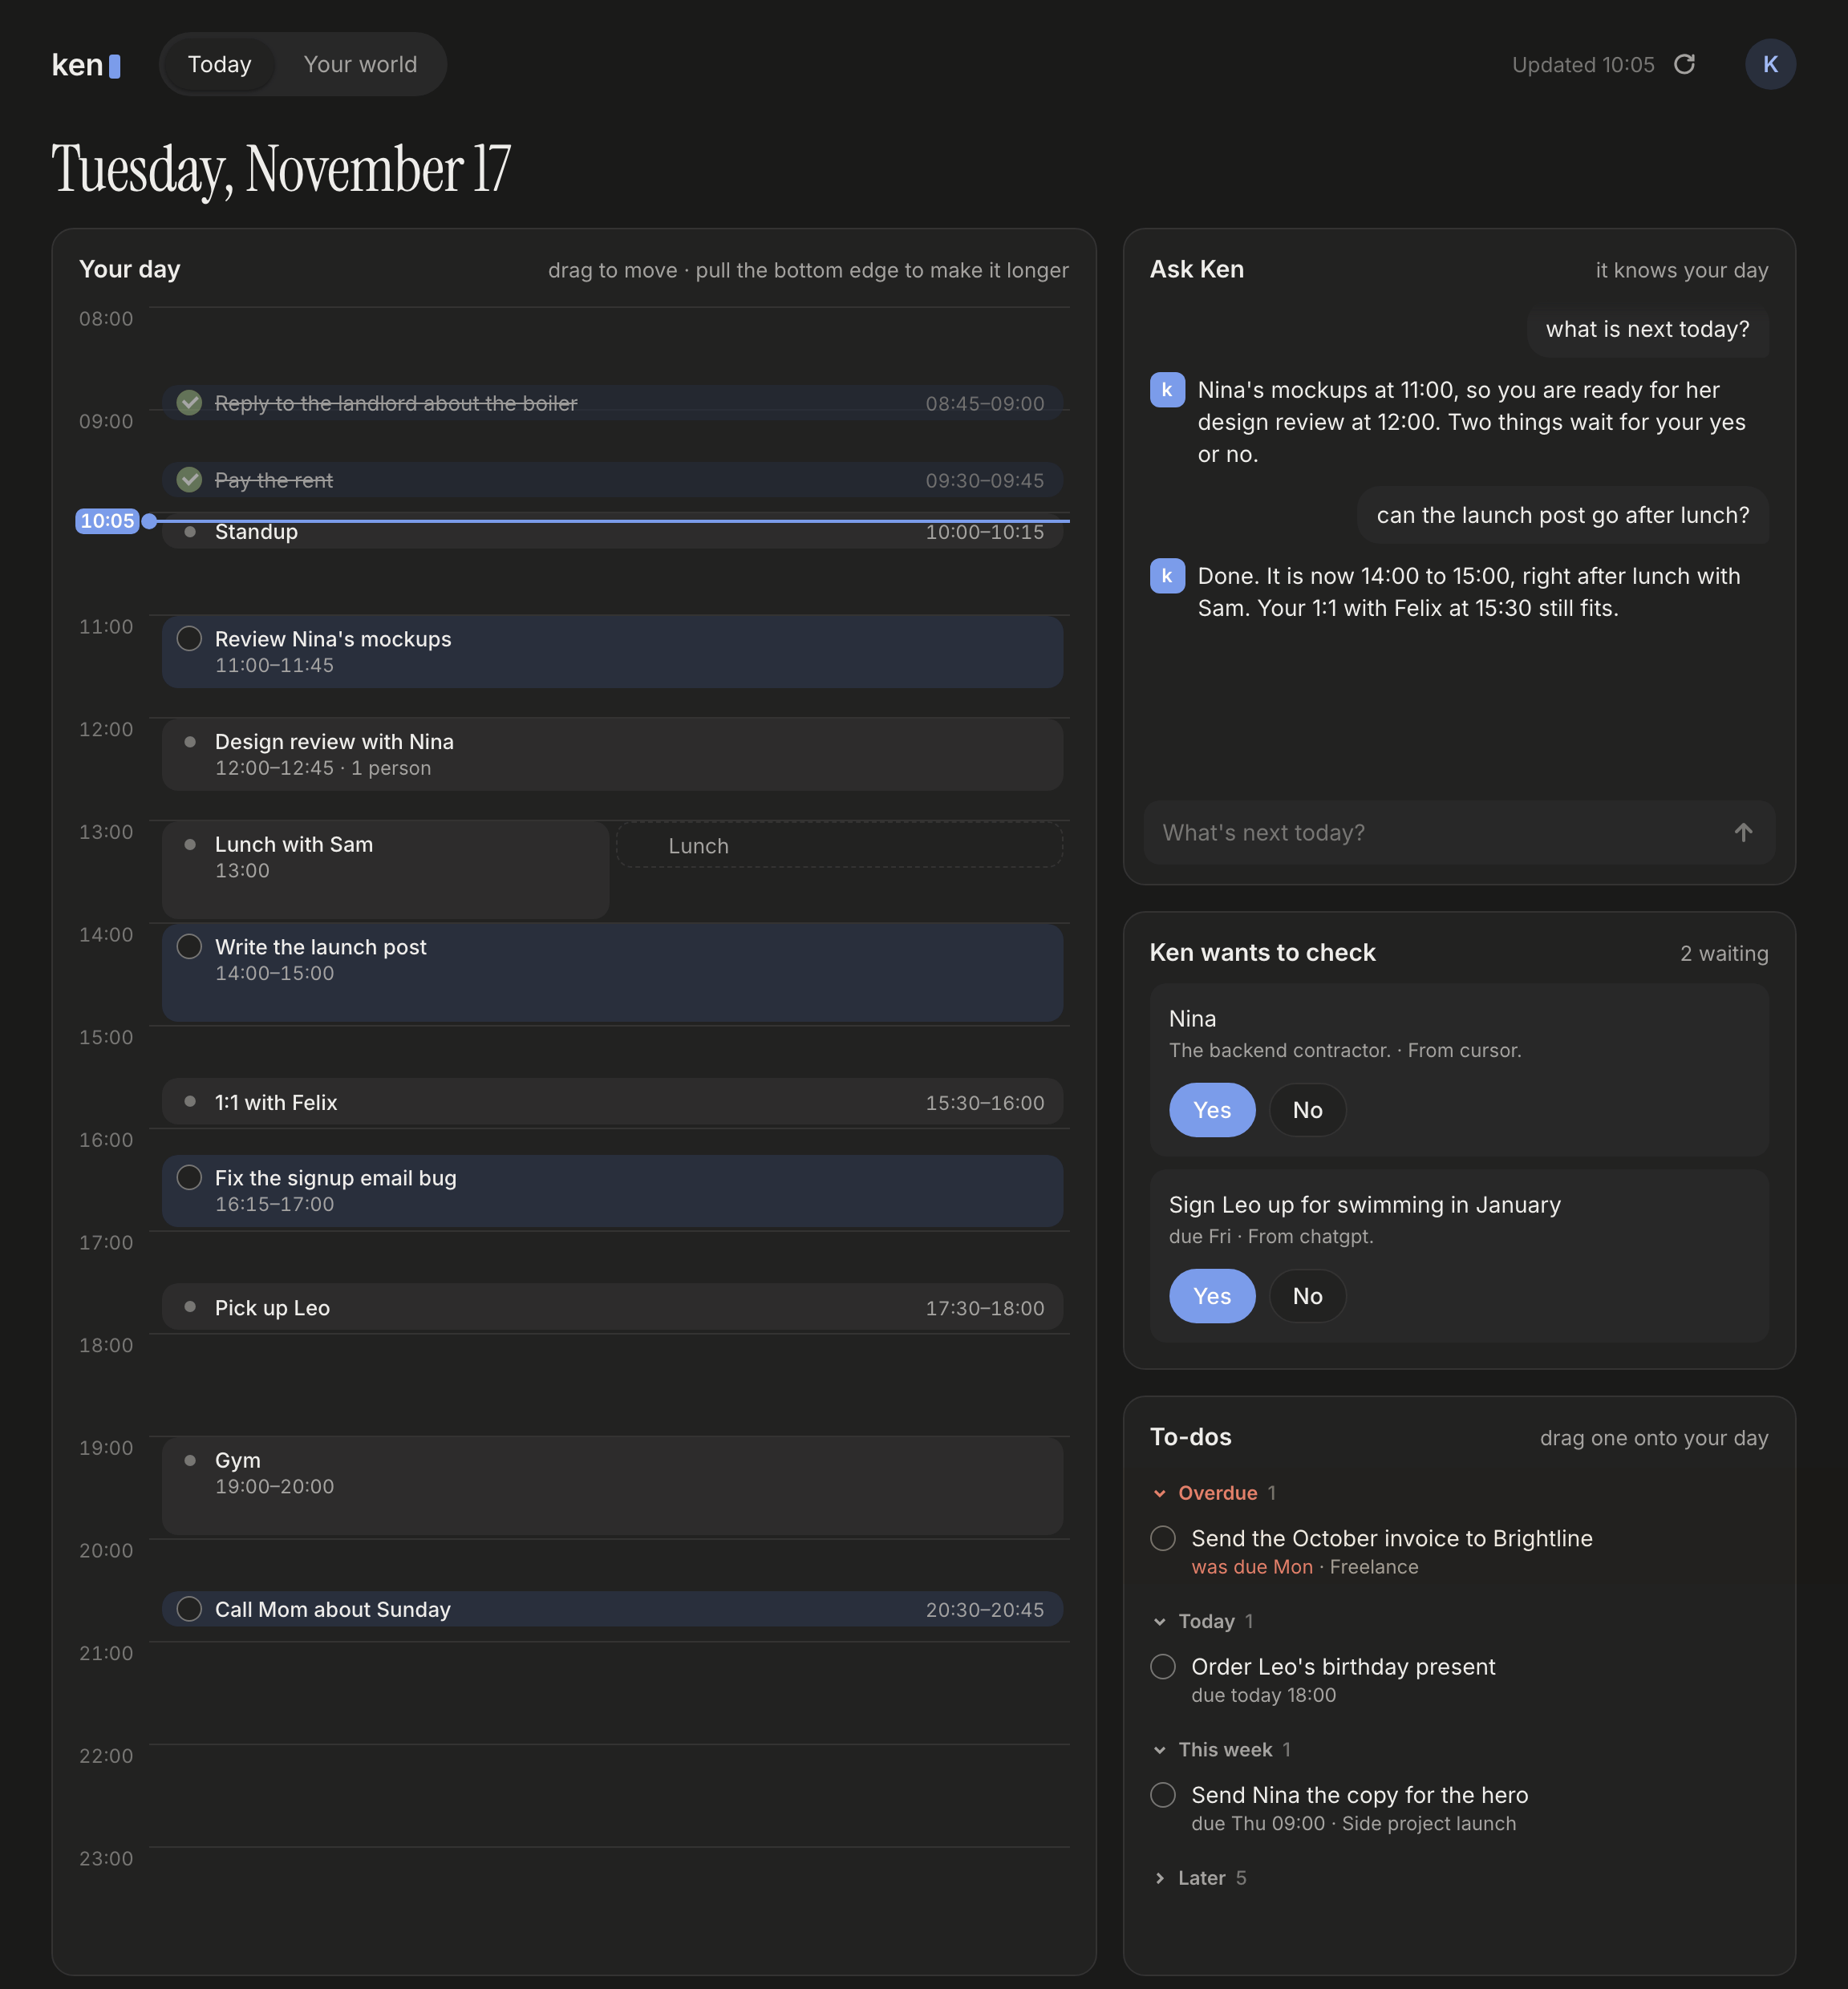 ken
Today
Your world
Updated 10:05
K
Tuesday, November 17
Your day
drag to move · pull the bottom edge to make it longer
08:00
Reply to the landlord about the boiler
08:45–09:00
09:00
Pay the rent
09:30–09:45
10:05
Standup
10:00–10:15
11:00
Review Nina's mockups
11:00–11:45
12:00
Design review with Nina
12:00–12:45 · 1 person
13:00
Lunch with Sam
13:00
Lunch
14:00
Write the launch post
14:00–15:00
15:00
1:1 with Felix
15:30–16:00
16:00
Fix the signup email bug
16:15–17:00
17:00
Pick up Leo
17:30–18:00
18:00
19:00
Gym
19:00–20:00
20:00
Call Mom about Sunday
20:30–20:45
21:00
22:00
23:00
Ask Ken
it knows your day
what is next today?
k
Nina's mockups at 11:00, so you are ready for her
design review at 12:00. Two things wait for your yes
or no.
can the launch post go after lunch?
k
Done. It is now 14:00 to 15:00, right after lunch with
Sam. Your 1:1 with Felix at 15:30 still fits.
What's next today?
Ken wants to check
2 waiting
Nina
The backend contractor. · From cursor.
Yes
No
Sign Leo up for swimming in January
due Fri · From chatgpt.
Yes
No
To-dos
drag one onto your day
Overdue 1
Send the October invoice to Brightline
was due Mon · Freelance
Today 1
Order Leo's birthday present
due today 18:00
This week 1
Send Nina the copy for the hero
due Thu 09:00 · Side project launch
Later 5